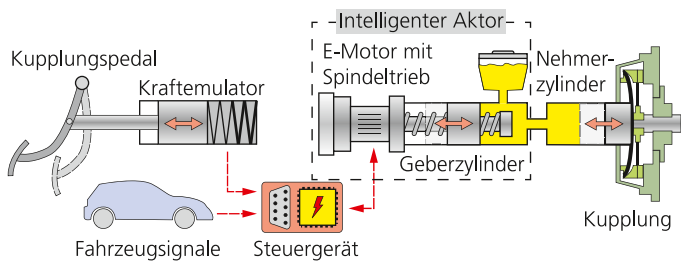 Intelligenter Aktor
Kupplungspedal
Kraftemulator
E-Motor mit
Spindeltrieb
Nehmer-
zylinder
Geberzylinder
Kupplung
Fahrzeugsignale
Steuergerät